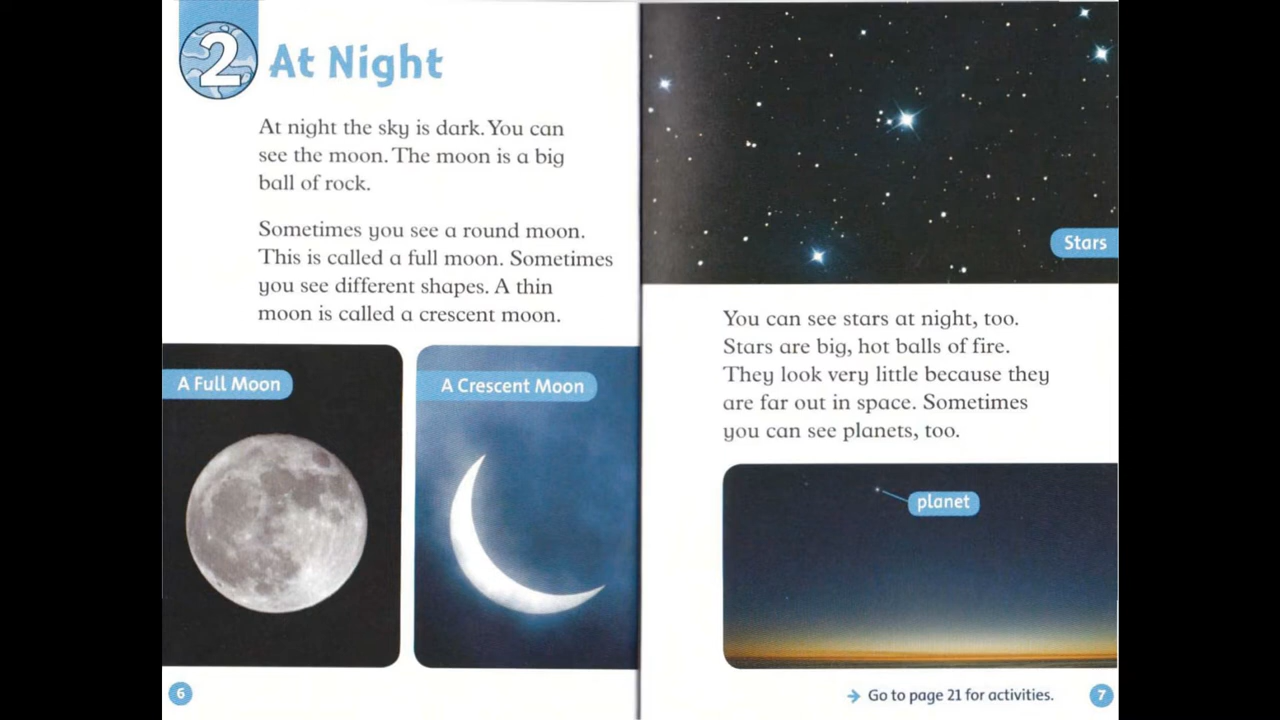 2
At Night
At night the sky is dark. You can
see the moon. The moon is a big
ball of rock.
Sometimes you see a round moon.
This is called a full moon. Sometimes
you see different shapes. A thin
moon is called a crescent moon.
A Full Moon
A Crescent Moon
6
Stars
You can see stars at night, too.
Stars are big, hot balls of fire.
They look very little because they
are far out in space. Sometimes
you can see planets, too.
planet
→ Go to page 21 for activities.
7